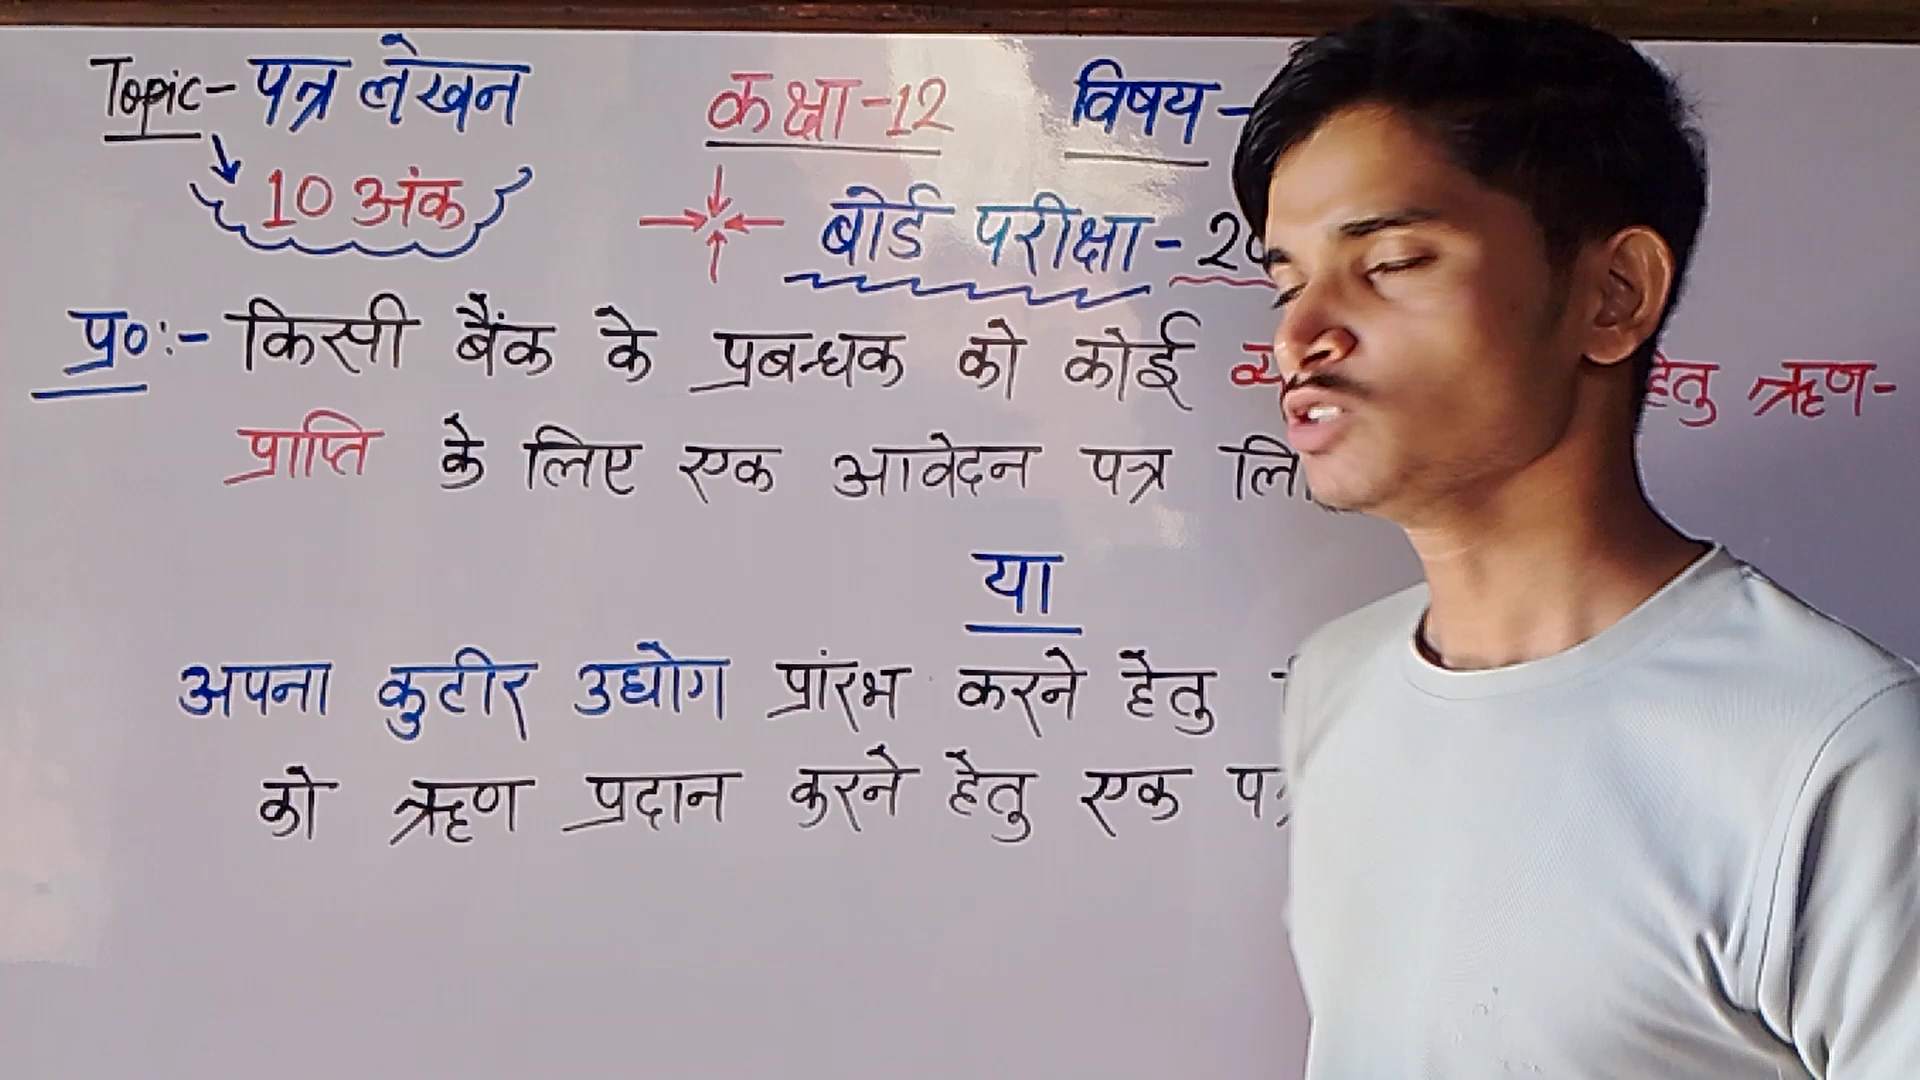 Topic - पत्र लेखन कक्षा-12 विषय -
10 अंक बोर्ड परीक्षा-
प्र०:- किसी बैंक के प्रबन्धक को कोई हेतु ऋण-
प्राप्ति के लिए एक आवेदन पत्र
या
अपना कुटीर उद्योग प्रांरभ करने हेतु
को ऋण प्रदान करने हेतु एक